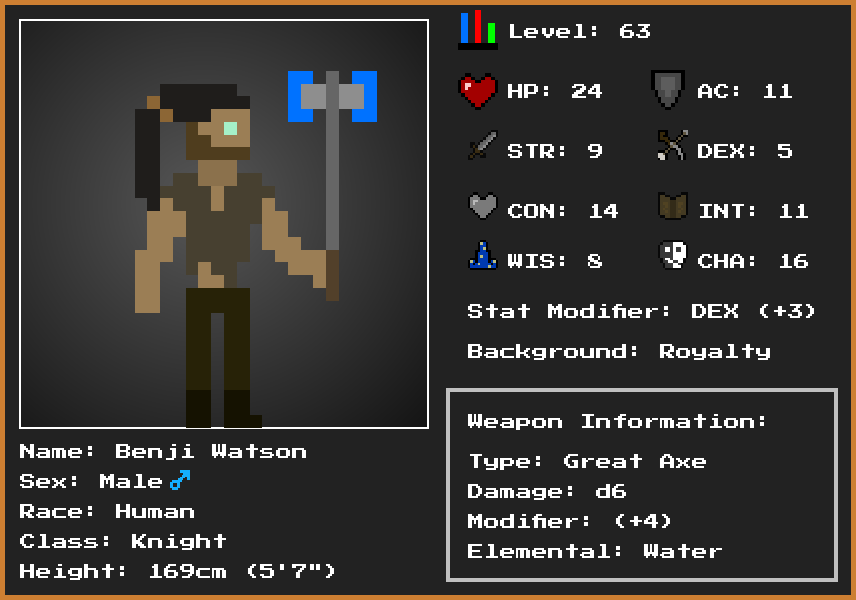 Level: 63
HP: 24 AC: 11
STR: 9 DEX: 5
CON: 14 INT: 11
WIS: 8 CHA: 16
Stat Modifier: DEX (+3)
Background: Royalty
Weapon Information:
Type: Great Axe
Damage: d6
Modifier: (+4)
Elemental: Water
Name: Benji Watson
Sex: Male♂
Race: Human
Class: Knight
Height: 169cm (5'7")